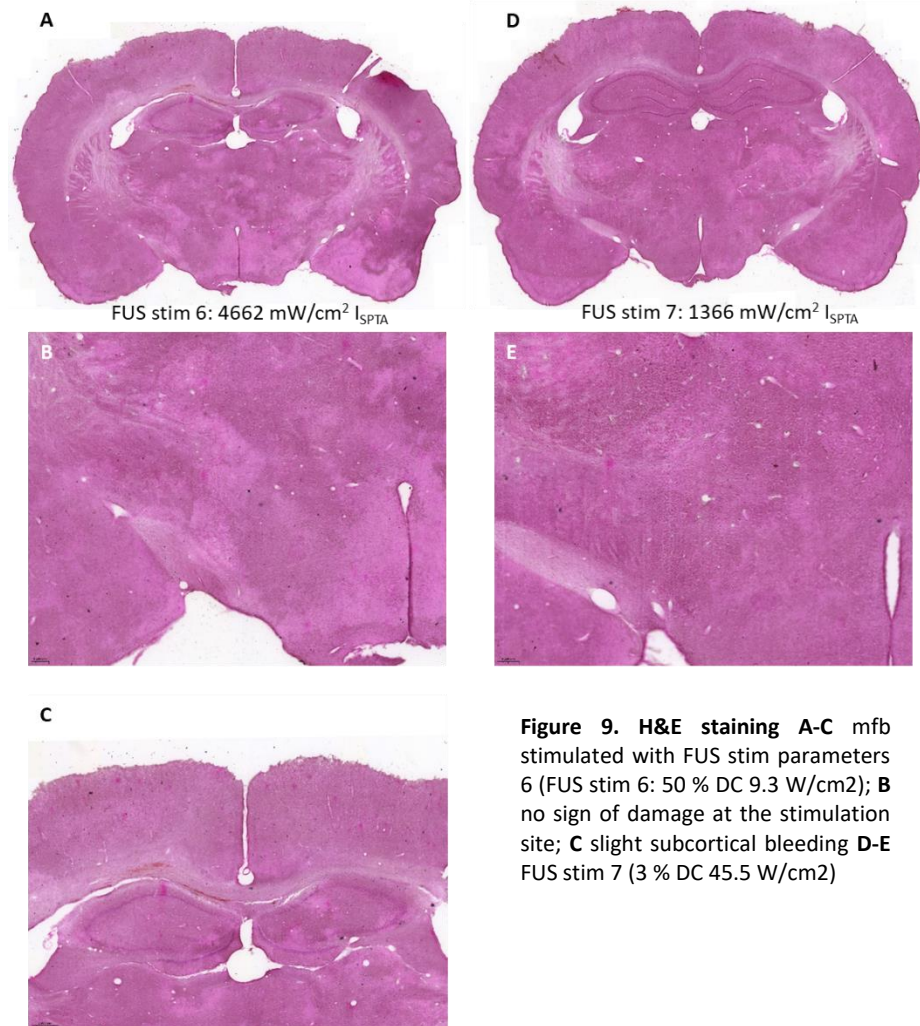 A
D
FUS stim 6: 4662 mW/cm² I_SPTA
FUS stim 7: 1366 mW/cm² I_SPTA
B
E
C
Figure 9. H&E staining A-C mfb
stimulated with FUS stim parameters
6 (FUS stim 6: 50 % DC 9.3 W/cm2); B
no sign of damage at the stimulation
site; C slight subcortical bleeding D-E
FUS stim 7 (3 % DC 45.5 W/cm2)